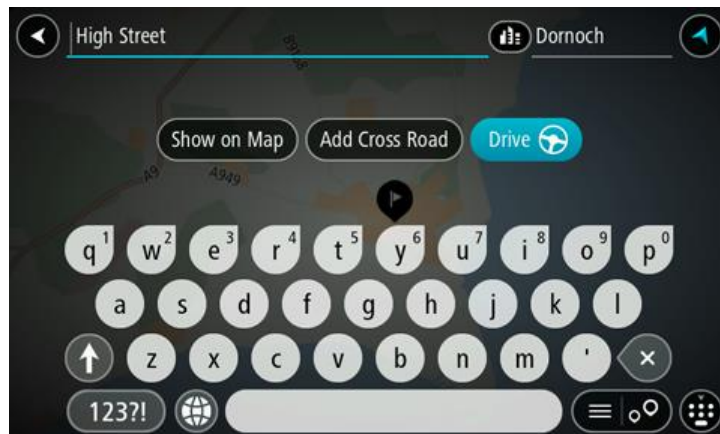 High Street Dornoch
B9168
Show on Map Add Cross Road Drive
A9 A949
q1 w2 e3 r4 t5 y6 u7 i8 o9 p0
a s d f g h j k l
z x c v b n m '
123?!